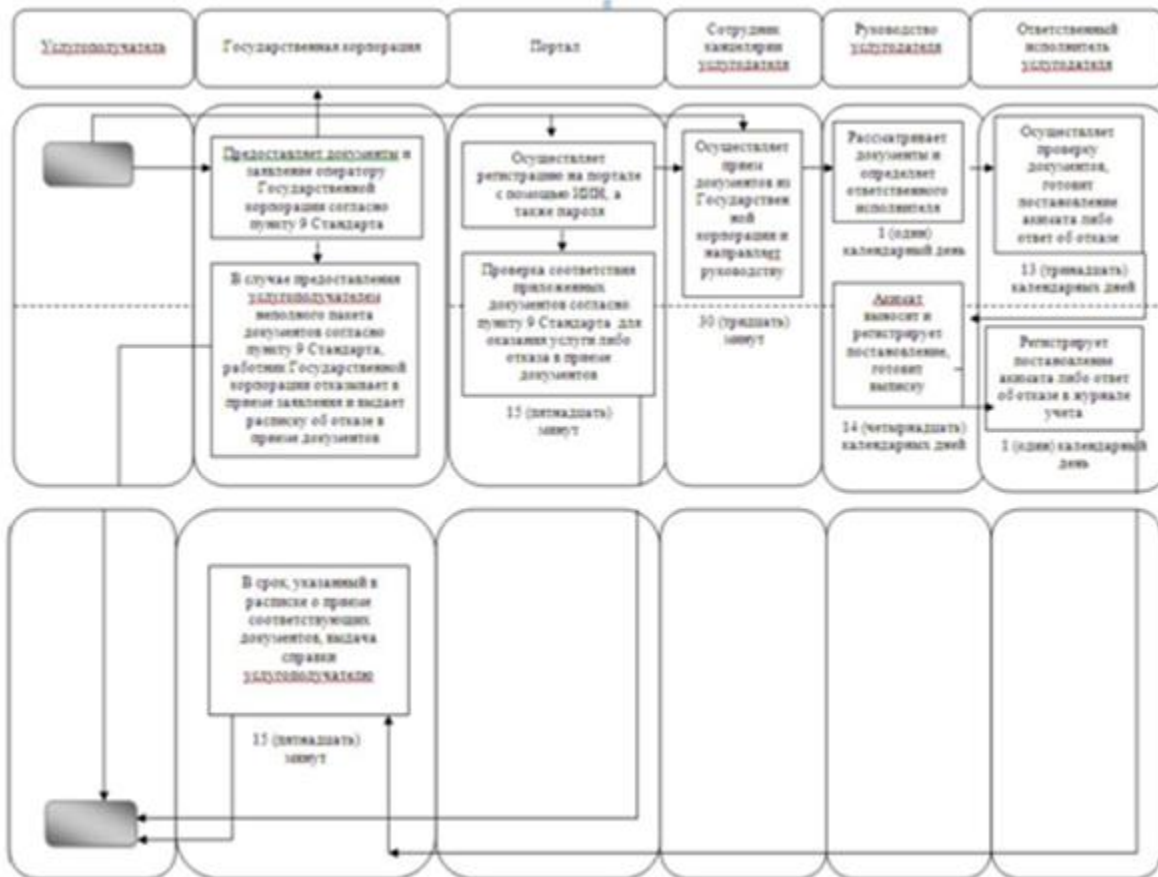 Услугополучатель
Государственная корпорация
Портал
Сотрудник
канцелярии
услугодателя
Руководство
услугодателя
Ответственный
исполнитель
услугодателя
Предоставляет документы и
заявление оператору
Государственной
корпорации согласно
пункту 9 Стандарта
Осуществляет
регистрацию на портале
с помощью ИИН, а
также пароля
Осуществляет
прием
документов из
Государствен
ной
корпорации и
направляет
руководству
30 (тридцать)
минут
Рассматривает
документы и
определяет
ответственного
исполнителя
1 (один)
календарный день
Осуществляет
проверку
документов,
готовит
постановление
акимата либо
ответ об отказе
13 (тринадцать)
календарных дней
В случае предоставления
услугополучателем
неполного пакета
документов согласно
пункту 9 Стандарта,
работник Государственной
корпорации отказывает в
приеме заявления и выдает
расписку об отказе в
приеме документов
Проверка соответствия
приложенных
документов согласно
пункту 9 Стандарта для
оказания услуги либо
отказа в приеме
документов
15 (пятнадцать)
минут
Акимат
выносит и
регистрирует
постановление,
готовит
выписку
14 (четырнадцать)
календарных дней
Регистрирует
постановление
акимата либо ответ
об отказе в журнале
учета
1 (один) календарный
день
В срок, указанный в
расписке о приеме
соответствующих
документов, выдача
справки
услугополучателю
15 (пятнадцать)
минут